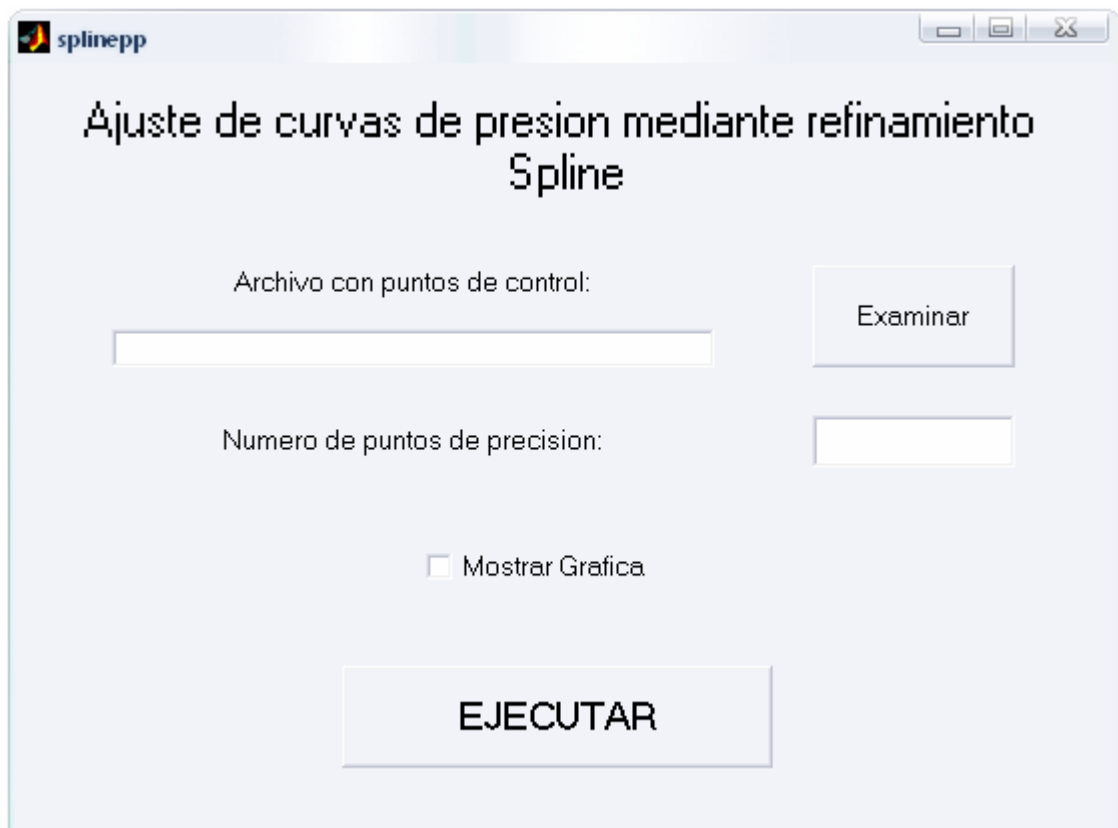 splinepp
Ajuste de curvas de presion mediante refinamiento
Spline
Archivo con puntos de control:
Examinar
Numero de puntos de precision:
Mostrar Grafica
EJECUTAR